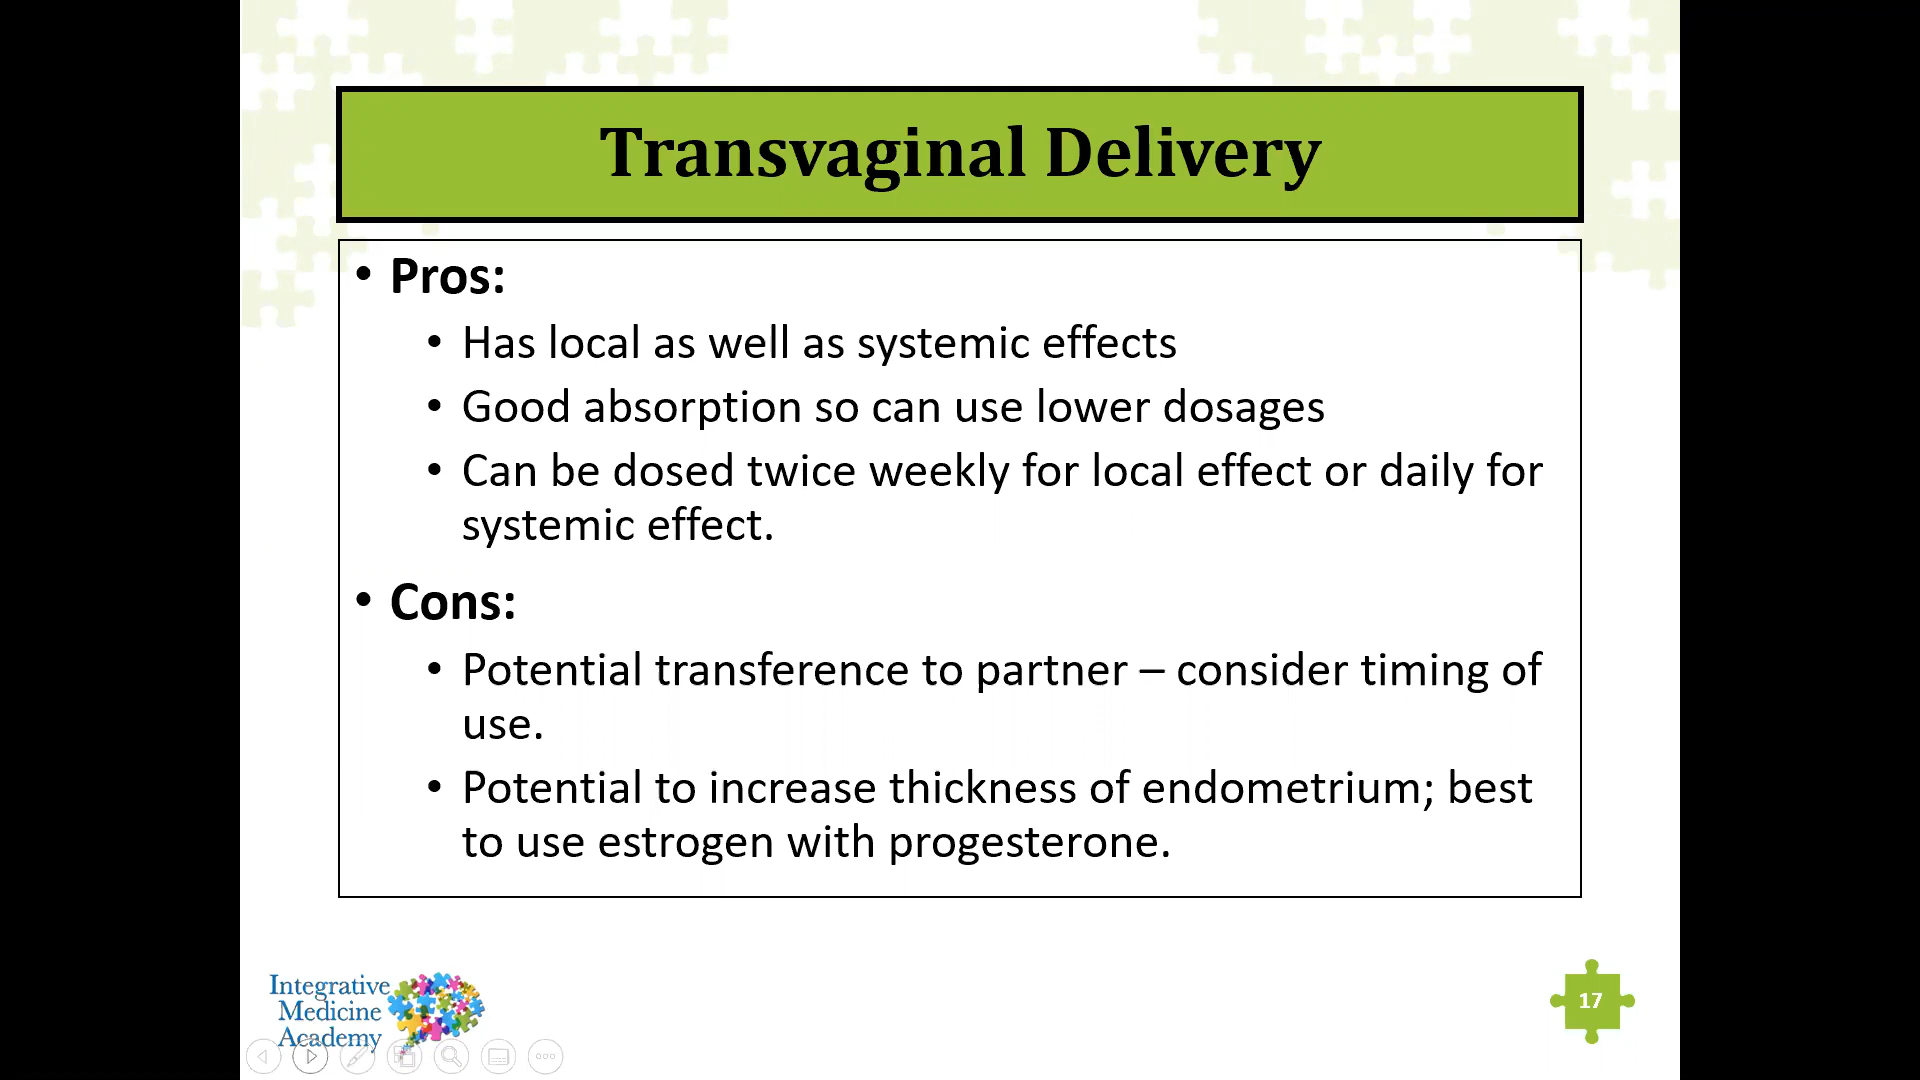 Transvaginal Delivery
• Pros:
• Has local as well as systemic effects
• Good absorption so can use lower dosages
• Can be dosed twice weekly for local effect or daily for
systemic effect.
• Cons:
• Potential transference to partner – consider timing of
use.
• Potential to increase thickness of endometrium; best
to use estrogen with progesterone.
Integrative
Medicine
Academy
17